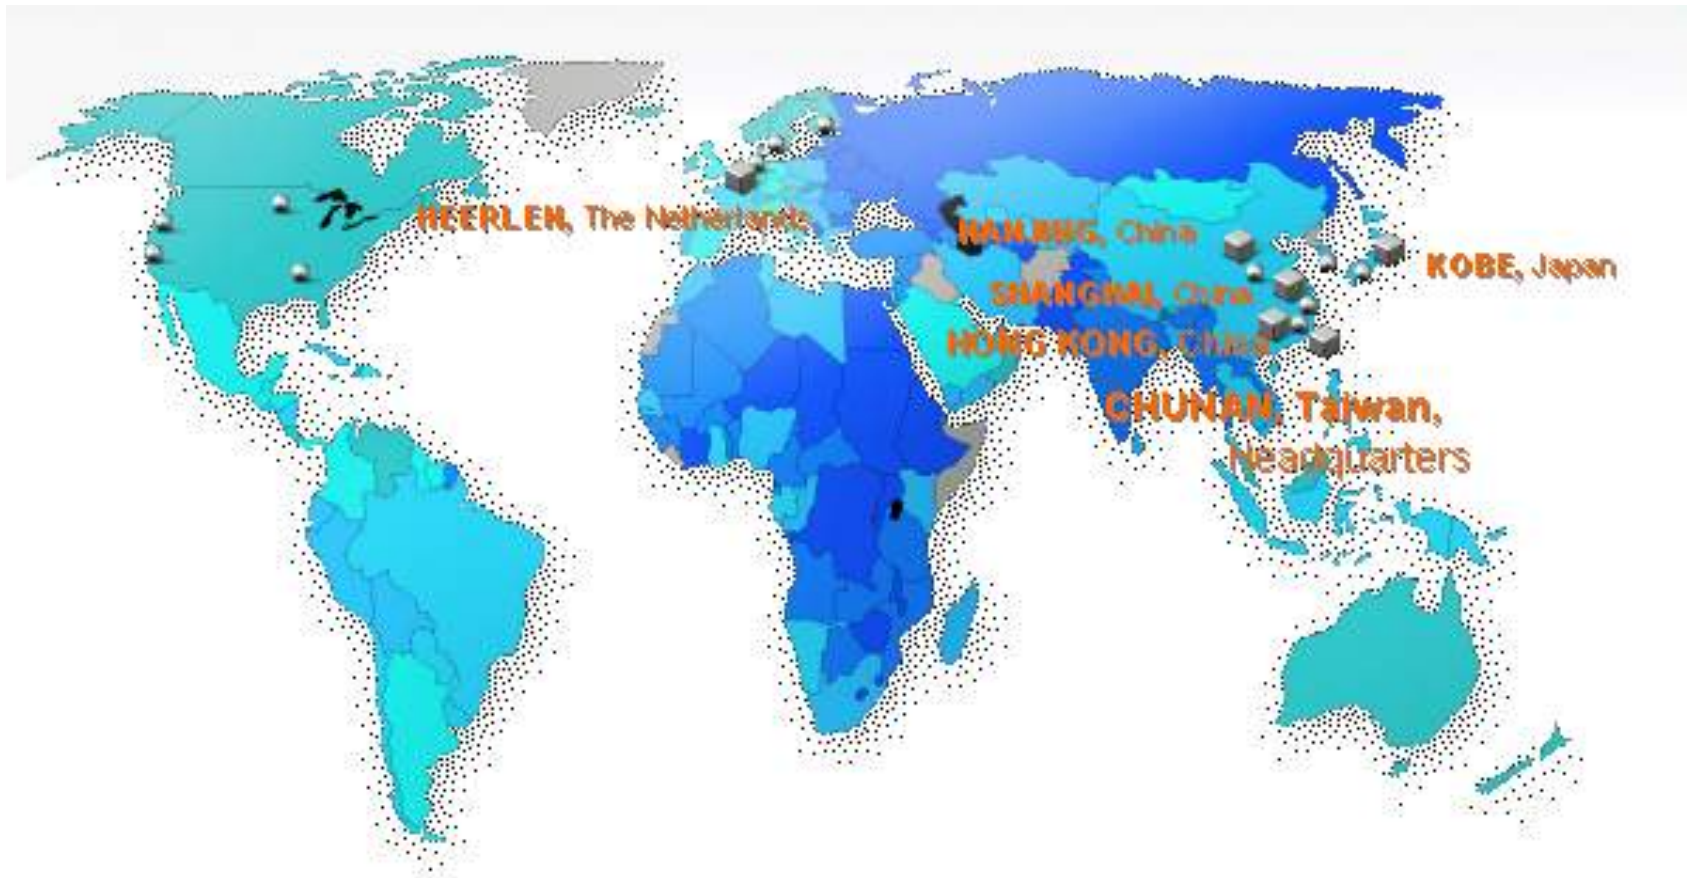 HEERLEN, The Netherlands
NANJING, China
KOBE, Japan
SHANGHAI, China
HONG KONG, China
CHUNAN, Taiwan,
Headquarters